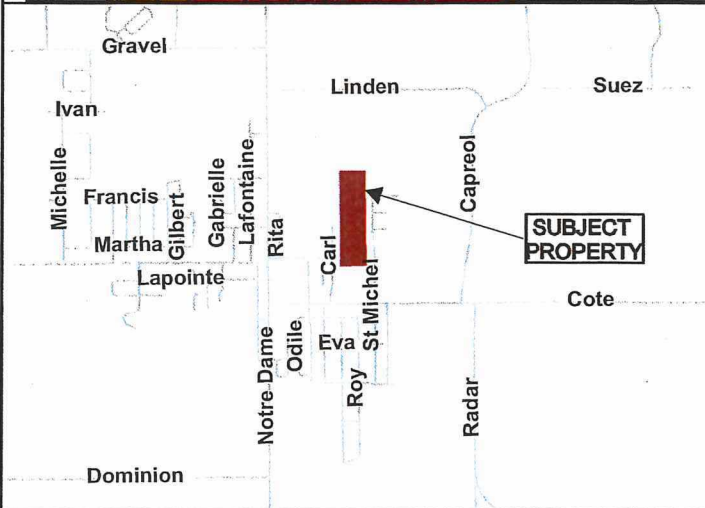 Gravel
Linden
Suez
Ivan
Michelle
Francis
Martha
Gilbert
Gabrielle
Lafontaine
Rita
Lapointe
Carl
St Michel
Capreol
SUBJECT
PROPERTY
Cote
Notre Dame
Odile
Eva
Roy
Radar
Dominion